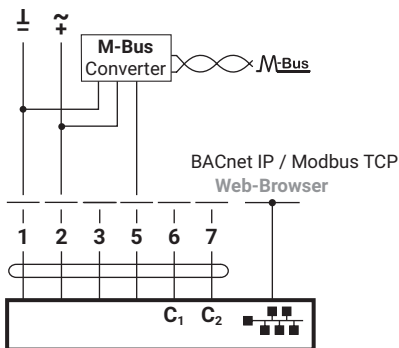 ⊥ ~
= +
M-Bus
Converter
M-Bus
BACnet IP / Modbus TCP
Web-Browser
1 2 3 5 6 7
C₁ C₂